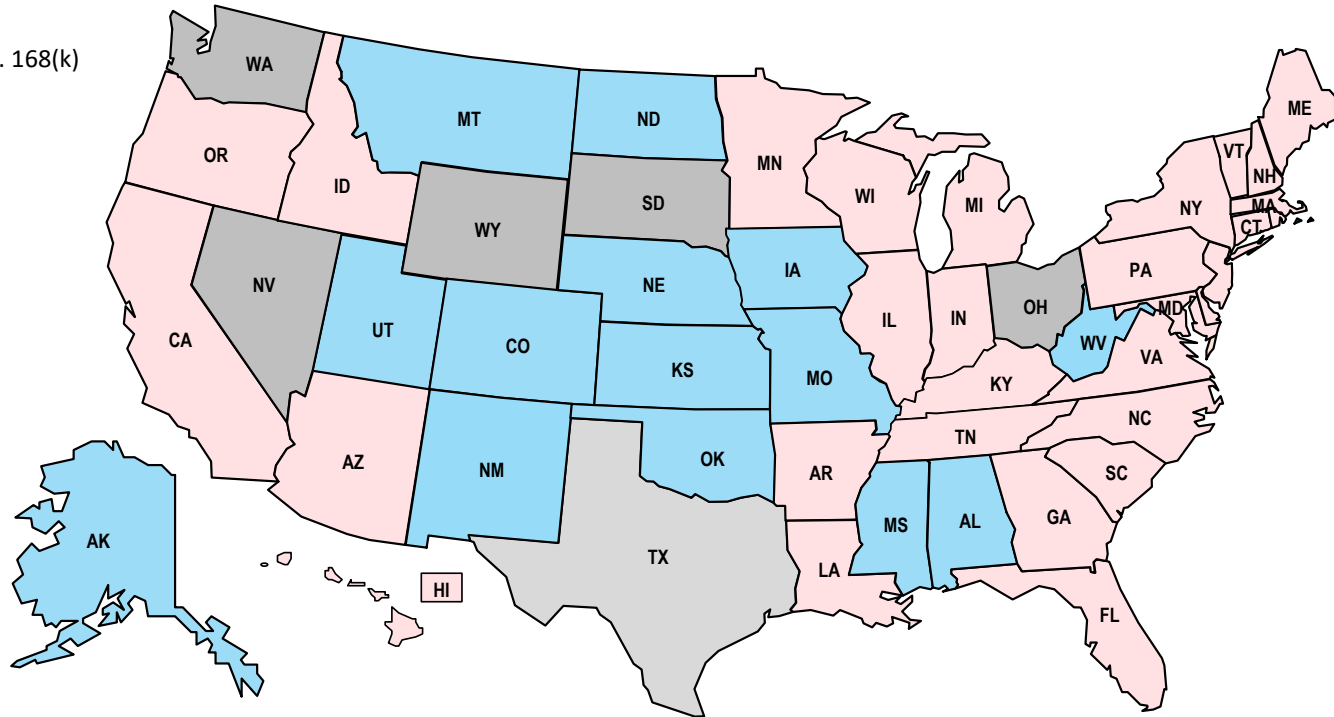 . 168(k)
WA
MT
ND
MN
ME
VT
NH
OR
ID
SD
WI
MI
NY
MA
CT
WY
IA
PA
NV
NE
OH
MD
CA
UT
CO
IL
IN
WV
VA
KS
MO
KY
NC
TN
AZ
NM
OK
AR
SC
AK
MS
AL
GA
TX
LA
HI
FL